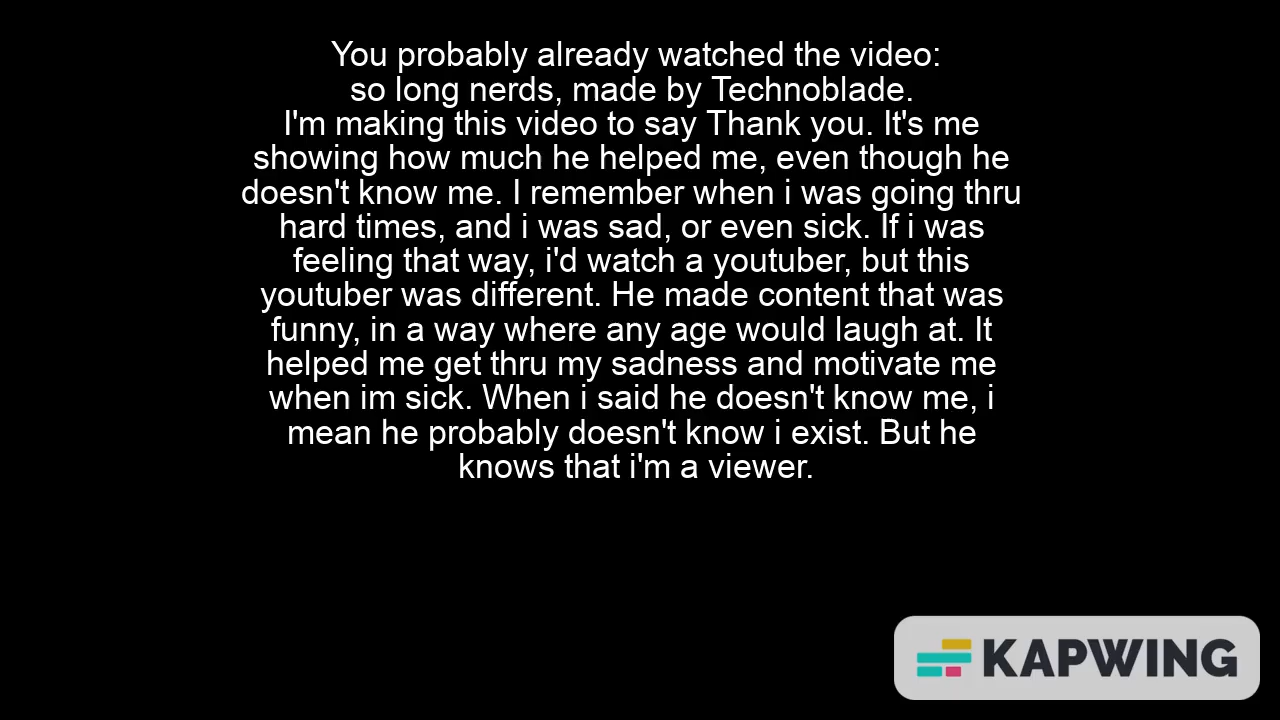 You probably already watched the video:
so long nerds, made by Technoblade.
I'm making this video to say Thank you. It's me
showing how much he helped me, even though he
doesn't know me. I remember when i was going thru
hard times, and i was sad, or even sick. If i was
feeling that way, i'd watch a youtuber, but this
youtuber was different. He made content that was
funny, in a way where any age would laugh at. It
helped me get thru my sadness and motivate me
when im sick. When i said he doesn't know me, i
mean he probably doesn't know i exist. But he
knows that i'm a viewer.
KAPWING